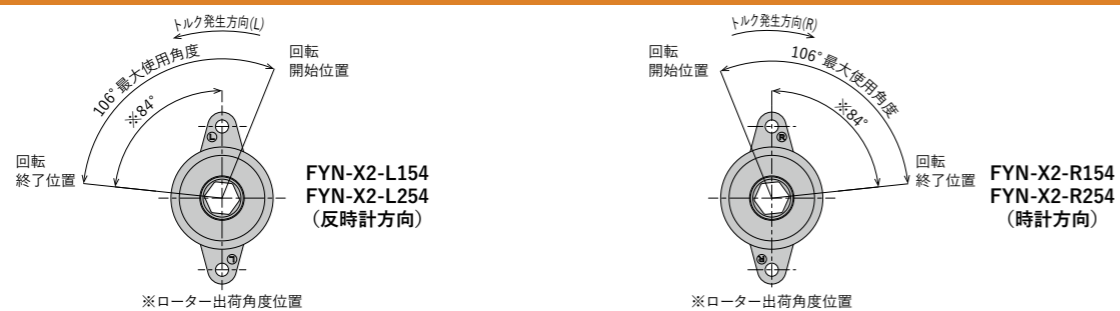 トルク発生方向(L)
回転
開始位置
106°最大使用角度
※84°
回転
終了位置
L
L
FYN-X2-L154
FYN-X2-L254
（反時計方向）
※ローター出荷角度位置
トルク発生方向(R)
回転
開始位置
106°最大使用角度
※84°
回転
終了位置
R
R
FYN-X2-R154
FYN-X2-R254
（時計方向）
※ローター出荷角度位置